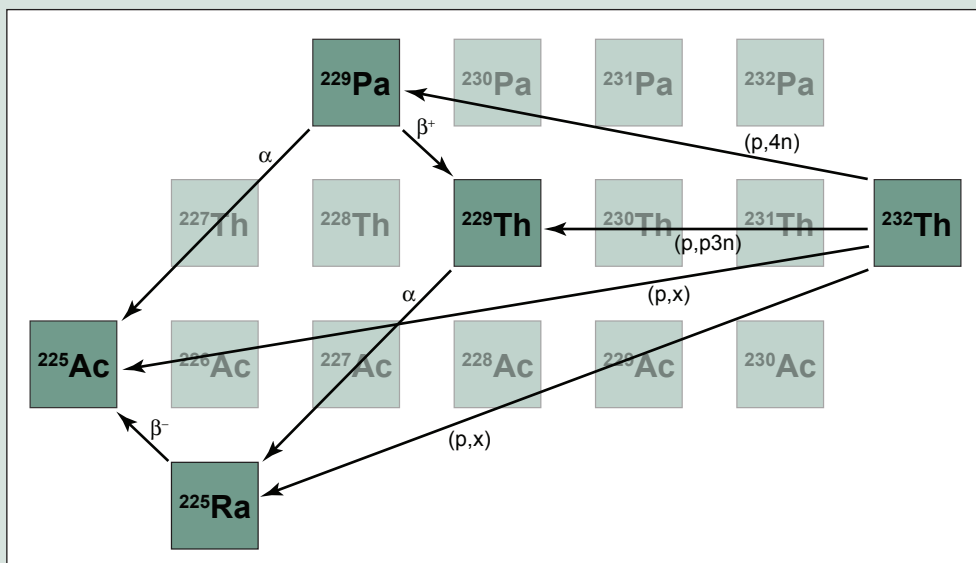 ²²⁹Pa ²³⁰Pa ²³¹Pa ²³²Pa
β⁺
(p,4n)
α
²²⁷Th ²²⁸Th ²²⁹Th ²³⁰Th ²³¹Th ²³²Th
(p,p3n)
α
(p,x)
²²⁵Ac ²²⁶Ac ²²⁷Ac ²²⁸Ac ²²⁹Ac ²³⁰Ac
β⁻
(p,x)
²²⁵Ra